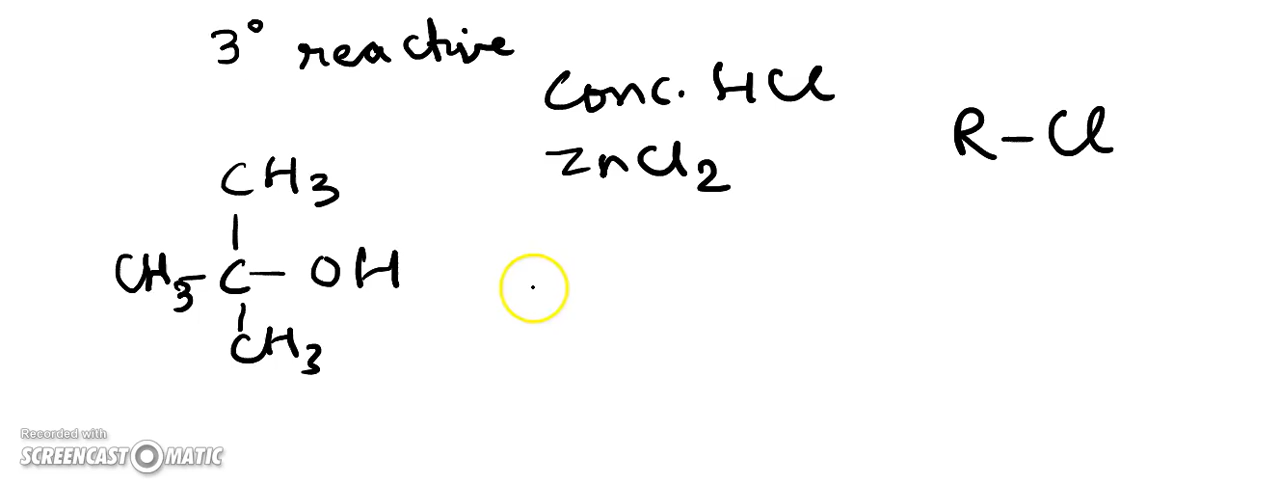 3° reactive
Conc. HCl
ZnCl2
R-Cl
CH3
|
CH3-C-OH
|
CH3
Recorded with
SCREENCAST MATIC